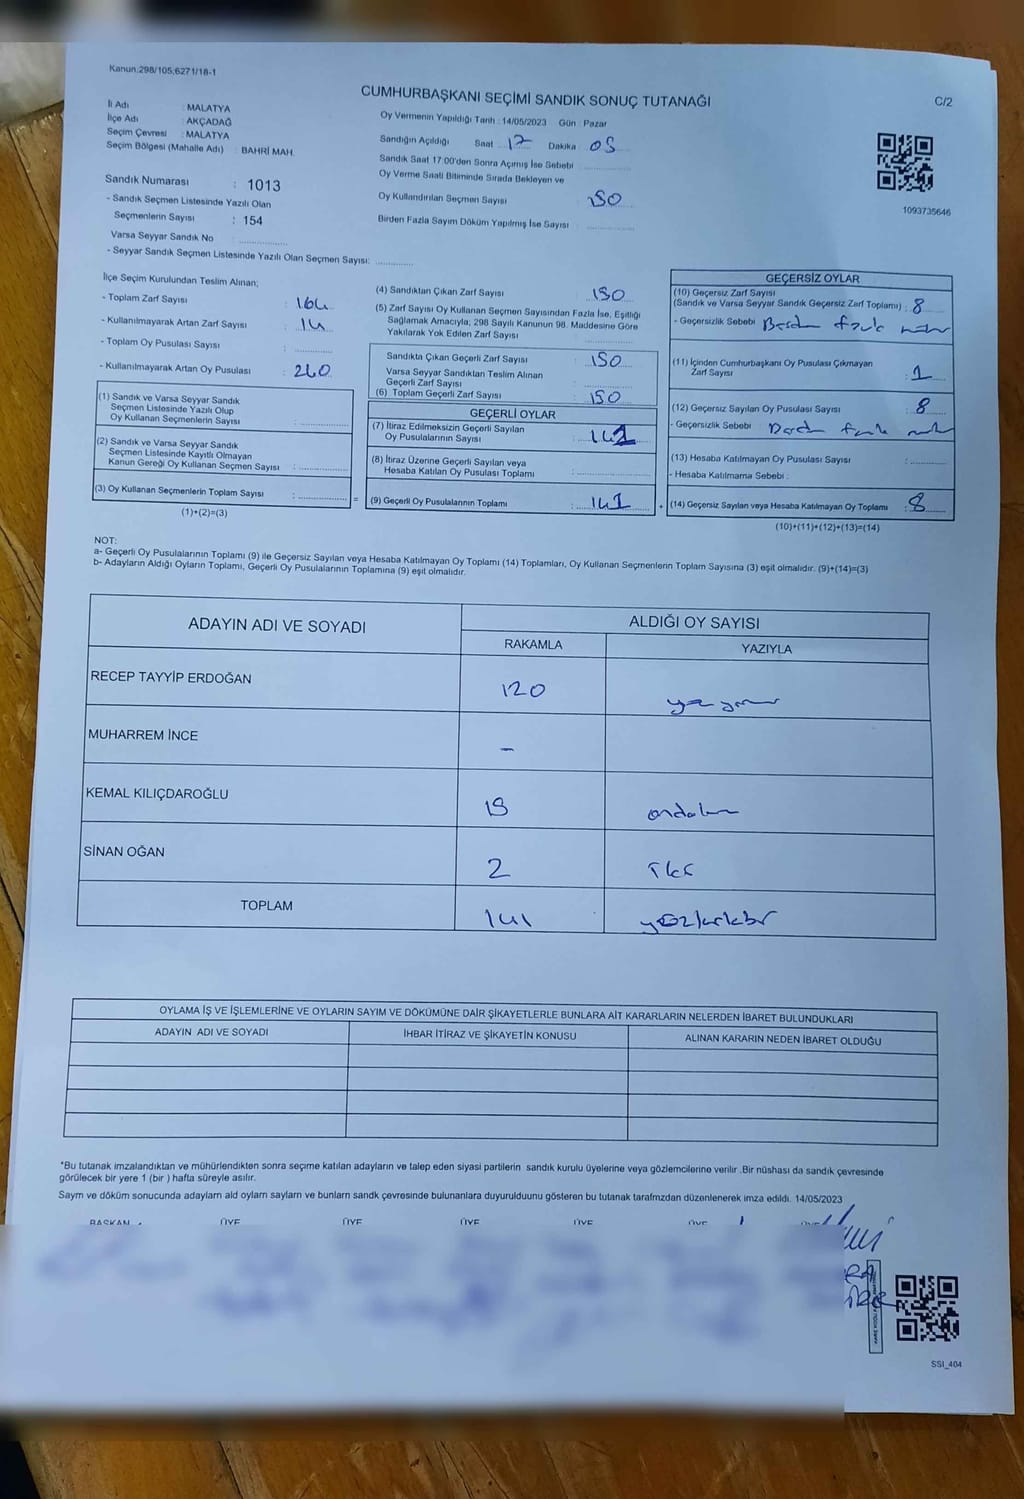 Kanun:298/105,6271/18-1
CUMHURBAŞKANI SEÇİMİ SANDIK SONUÇ TUTANAĞI
C/2
İl Adı : MALATYA
İlçe Adı : AKÇADAĞ
Seçim Çevresi : MALATYA
Seçim Bölgesi (Mahalle Adı) : BAHRİ MAH.
Sandık Numarası : 1013
- Sandık Seçmen Listesinde Yazılı Olan
Seçmenlerin Sayısı : 154
Varsa Seyyar Sandık No
- Seyyar Sandık Seçmen Listesinde Yazılı Olan Seçmen Sayısı:
Oy Vermenin Yapıldığı Tarih : 14/05/2023 Gün : Pazar
Sandığın Açıldığı Saat 17 Dakika 05
Sandık Saat 17:00'den Sonra Açımış İse Sebebi
Oy Verme Saati Bitiminde Sırada Bekleyen ve
Oy Kullandırılan Seçmen Sayısı 150
Birden Fazla Sayım Döküm Yapılmış İse Sayısı :
1093735646
İlçe Seçim Kurulundan Teslim Alınan;
- Toplam Zarf Sayısı : 164
- Kullanılmayarak Artan Zarf Sayısı : 14
- Toplam Oy Pusulası Sayısı :
- Kullanılmayarak Artan Oy Pusulası : 260
(1) Sandık ve Varsa Seyyar Sandık
Seçmen Listesinde Yazılı Olup
Oy Kullanan Seçmenlerin Sayısı :
(2) Sandık ve Varsa Seyyar Sandık
Seçmen Listesinde Kayıtlı Olmayan
Kanun Gereği Oy Kullanan Seçmen Sayısı :
(3) Oy Kullanan Seçmenlerin Toplam Sayısı :
(1)+(2)=(3)
(4) Sandıktan Çıkan Zarf Sayısı 150
(5) Zarf Sayısı Oy Kullanan Seçmen Sayısından Fazla İse, Eşitliği
Sağlamak Amacıyla; 298 Sayılı Kanunun 98. Maddesine Göre
Yakılarak Yok Edilen Zarf Sayısı
Sandıkta Çıkan Geçerli Zarf Sayısı 150
Varsa Seyyar Sandıktan Teslim Alınan
Geçerli Zarf Sayısı
(6) Toplam Geçerli Zarf Sayısı 150
GEÇERLİ OYLAR
(7) İtiraz Edilmeksizin Geçerli Sayılan
Oy Pusulalarının Sayısı : 141
(8) İtiraz Üzerine Geçerli Sayılan veya
Hesaba Katılan Oy Pusulası Toplamı :
(9) Geçerli Oy Pusulalarının Toplamı : 141
GEÇERSİZ OYLAR
(10) Geçersiz Zarf Sayısı
(Sandık ve Varsa Seyyar Sandık Geçersiz Zarf Toplamı) : 8
- Geçersizlik Sebebi Birden fazla mühür
(11) İçinden Cumhurbaşkanı Oy Pusulası Çıkmayan
Zarf Sayısı : 1
(12) Geçersiz Sayılan Oy Pusulası Sayısı : 8
- Geçersizlik Sebebi : Birden fazla mühür
(13) Hesaba Katılmayan Oy Pusulası Sayısı :
- Hesaba Katılmama Sebebi :
(14) Geçersiz Sayılan veya Hesaba Katılmayan Oy Toplamı : 8
(10)+(11)+(12)+(13)=(14)
NOT:
a- Geçerli Oy Pusulalarının Toplamı (9) ile Geçersiz Sayılan veya Hesaba Katılmayan Oy Toplamı (14) Toplamları, Oy Kullanan Seçmenlerin Toplam Sayısına (3) eşit olmalıdır. (9)+(14)=(3)
b- Adayların Aldığı Oyların Toplamı, Geçerli Oy Pusulalarının Toplamına (9) eşit olmalıdır.
ADAYIN ADI VE SOYADI
ALDIĞI OY SAYISI
RAKAMLA YAZIYLA
RECEP TAYYİP ERDOĞAN 120 yüzyirmi
MUHARREM İNCE -
KEMAL KILIÇDAROĞLU 19 ondokuz
SİNAN OĞAN 2 iki
TOPLAM 141 yüzkırkbir
OYLAMA İŞ VE İŞLEMLERİNE VE OYLARIN SAYIM VE DÖKÜMÜNE DAİR ŞİKAYETLERLE BUNLARA AİT KARARLARIN NELERDEN İBARET BULUNDUKLARI
ADAYIN ADI VE SOYADI İHBAR İTİRAZ VE ŞİKAYETİN KONUSU ALINAN KARARIN NEDEN İBARET OLDUĞU
*Bu tutanak imzalandıktan ve mühürlendikten sonra seçime katılan adayların ve talep eden siyasi partilerin sandık kurulu üyelerine veya gözlemcilerine verilir .Bir nüshası da sandık çevresinde
görülecek bir yere 1 (bir ) hafta süreyle asılır.
Saym ve döküm sonucunda adaylarn ald oylarn saylarn ve bunlarn sandk çevresinde bulunanlara duyurulduunu gösteren bu tutanak tarafmzdan düzenlenerek imza edildi. 14/05/2023
BAŞKAN ÜYE ÜYE ÜYE ÜYE ÜYE
SSI_404